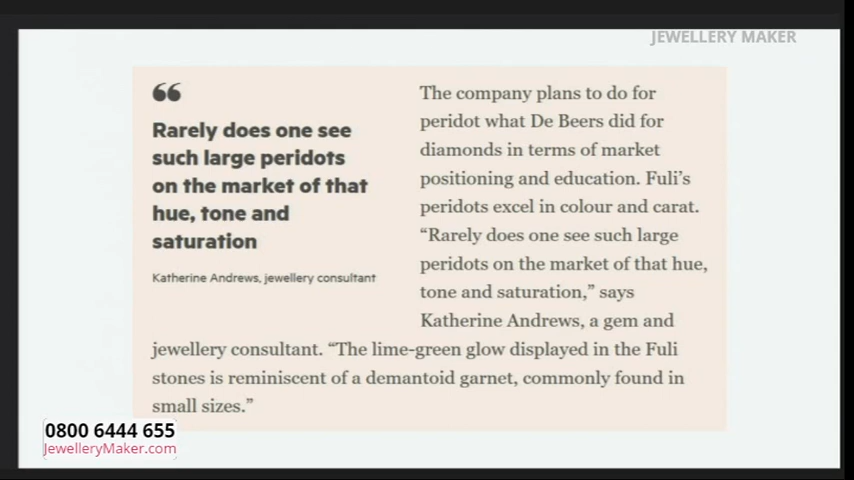 JEWELLERY MAKER
“
Rarely does one see
such large peridots
on the market of that
hue, tone and
saturation
Katherine Andrews, jewellery consultant
The company plans to do for
peridot what De Beers did for
diamonds in terms of market
positioning and education. Fuli’s
peridots excel in colour and carat.
“Rarely does one see such large
peridots on the market of that hue,
tone and saturation,” says
Katherine Andrews, a gem and
jewellery consultant. “The lime-green glow displayed in the Fuli
stones is reminiscent of a demantoid garnet, commonly found in
small sizes.”
0800 6444 655
JewelleryMaker.com